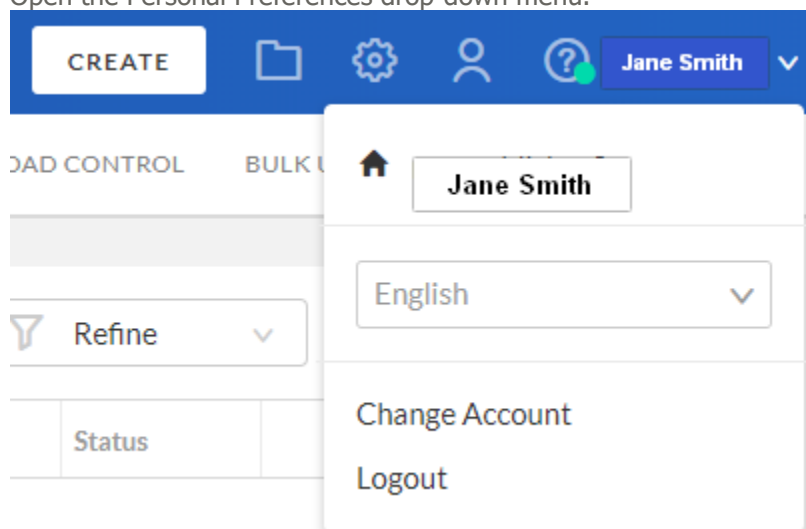 Open the Personal Preferences drop-down menu.
CREATE
Jane Smith
OAD CONTROL
BULK U
Jane Smith
English
Refine
Status
Change Account
Logout